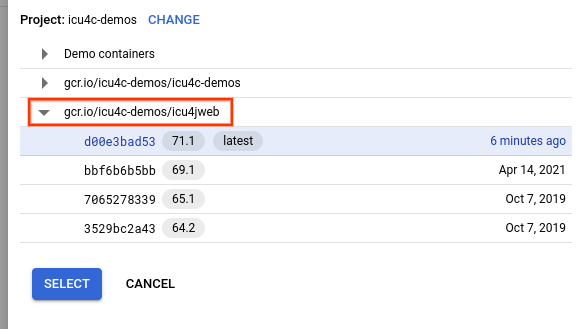 Project: icu4c-demos CHANGE
Demo containers
gcr.io/icu4c-demos/icu4c-demos
gcr.io/icu4c-demos/icu4jweb
d00e3bad53 71.1 latest 6 minutes ago
bbf6b6b5bb 69.1 Apr 14, 2021
7065278339 65.1 Oct 7, 2019
3529bc2a43 64.2 Oct 7, 2019
SELECT CANCEL